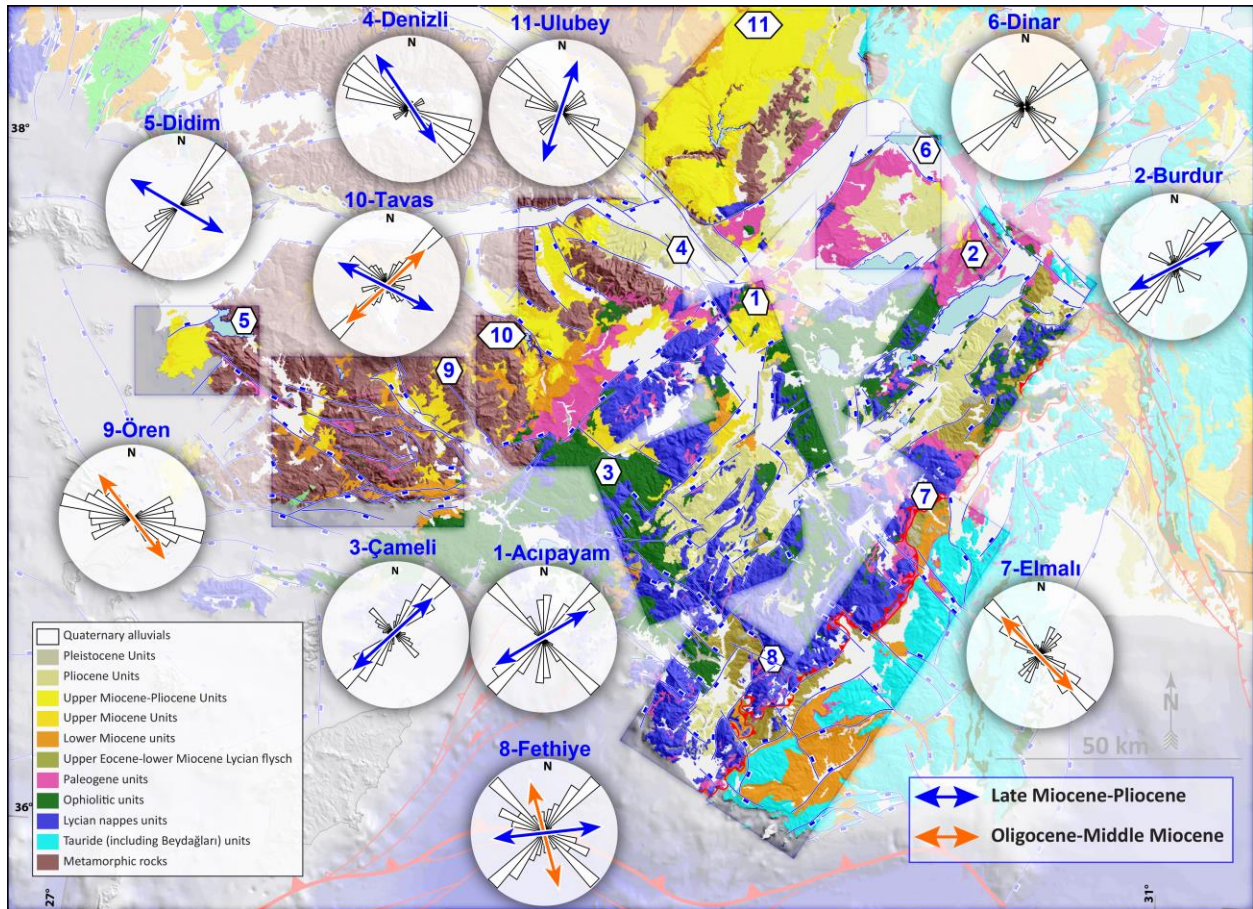 4-Denizli
11-Ulubey
11
6-Dinar
N
N
N
38°
5-Didim
N
10-Tavas
N
6
2-Burdur
N
4
2
1
5
10
9
9-Ören
N
3
7
3-Çameli
1-Acıpayam
N
N
7-Elmalı
N
8
8-Fethiye
N
N
50 km
Quaternary alluvials
Pleistocene Units
Pliocene Units
Upper Miocene-Pliocene Units
Upper Miocene Units
Lower Miocene units
Upper Eocene-lower Miocene Lycian flysch
Paleogene units
Ophiolitic units
Lycian nappes units
Tauride (including Beydağları) units
Metamorphic rocks
Late Miocene-Pliocene
Oligocene-Middle Miocene
36°
27°
31°